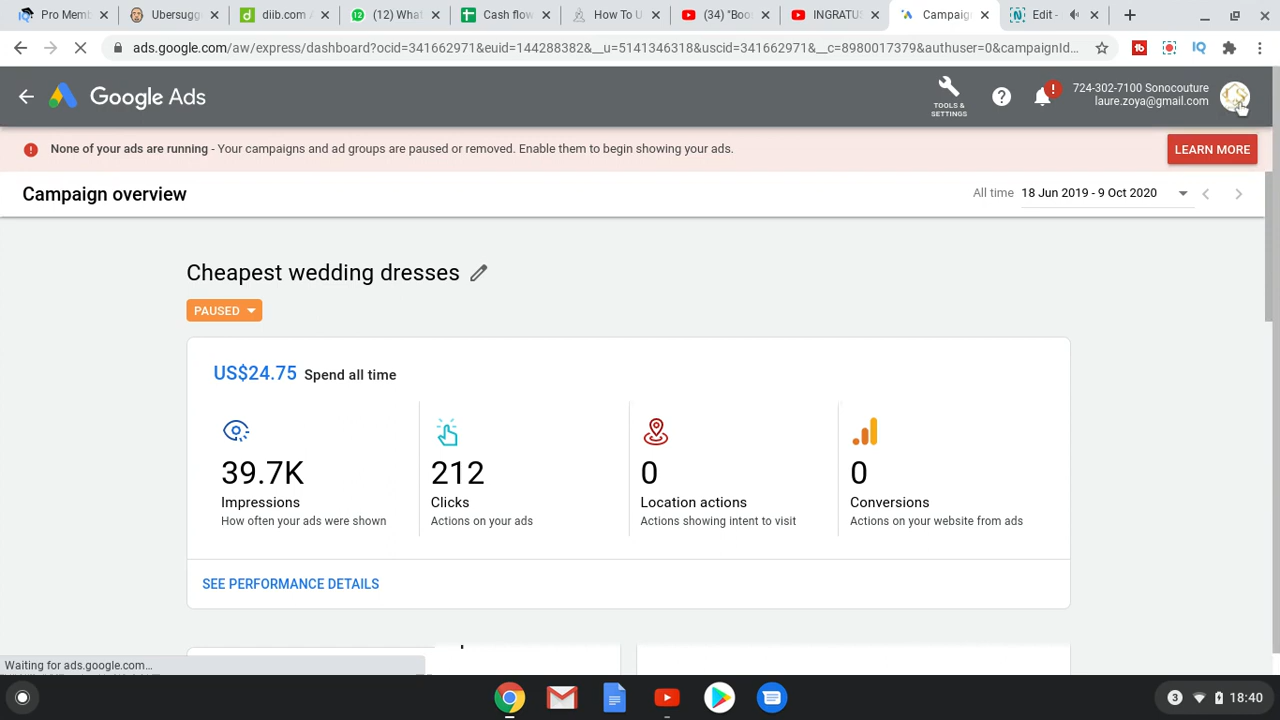 Pro Memb
Ubersugg
diib.com /
(12) Wha
Cash flow
How To U
(34) "Boo
INGRATU
Campaig
Edit -
ads.google.com/aw/express/dashboard?ocid=341662971&euid=144288382&__u=5141346318&uscid=341662971&__c=8980017379&authuser=0&campaignId...
Google Ads
TOOLS &
SETTINGS
724-302-7100 Sonocouture
laure.zoya@gmail.com
None of your ads are running - Your campaigns and ad groups are paused or removed. Enable them to begin showing your ads.
LEARN MORE
Campaign overview
All time 18 Jun 2019 - 9 Oct 2020
Cheapest wedding dresses
PAUSED
US$24.75 Spend all time
39.7K
Impressions
How often your ads were shown
212
Clicks
Actions on your ads
0
Location actions
Actions showing intent to visit
0
Conversions
Actions on your website from ads
SEE PERFORMANCE DETAILS
Waiting for ads.google.com...
3
18:40